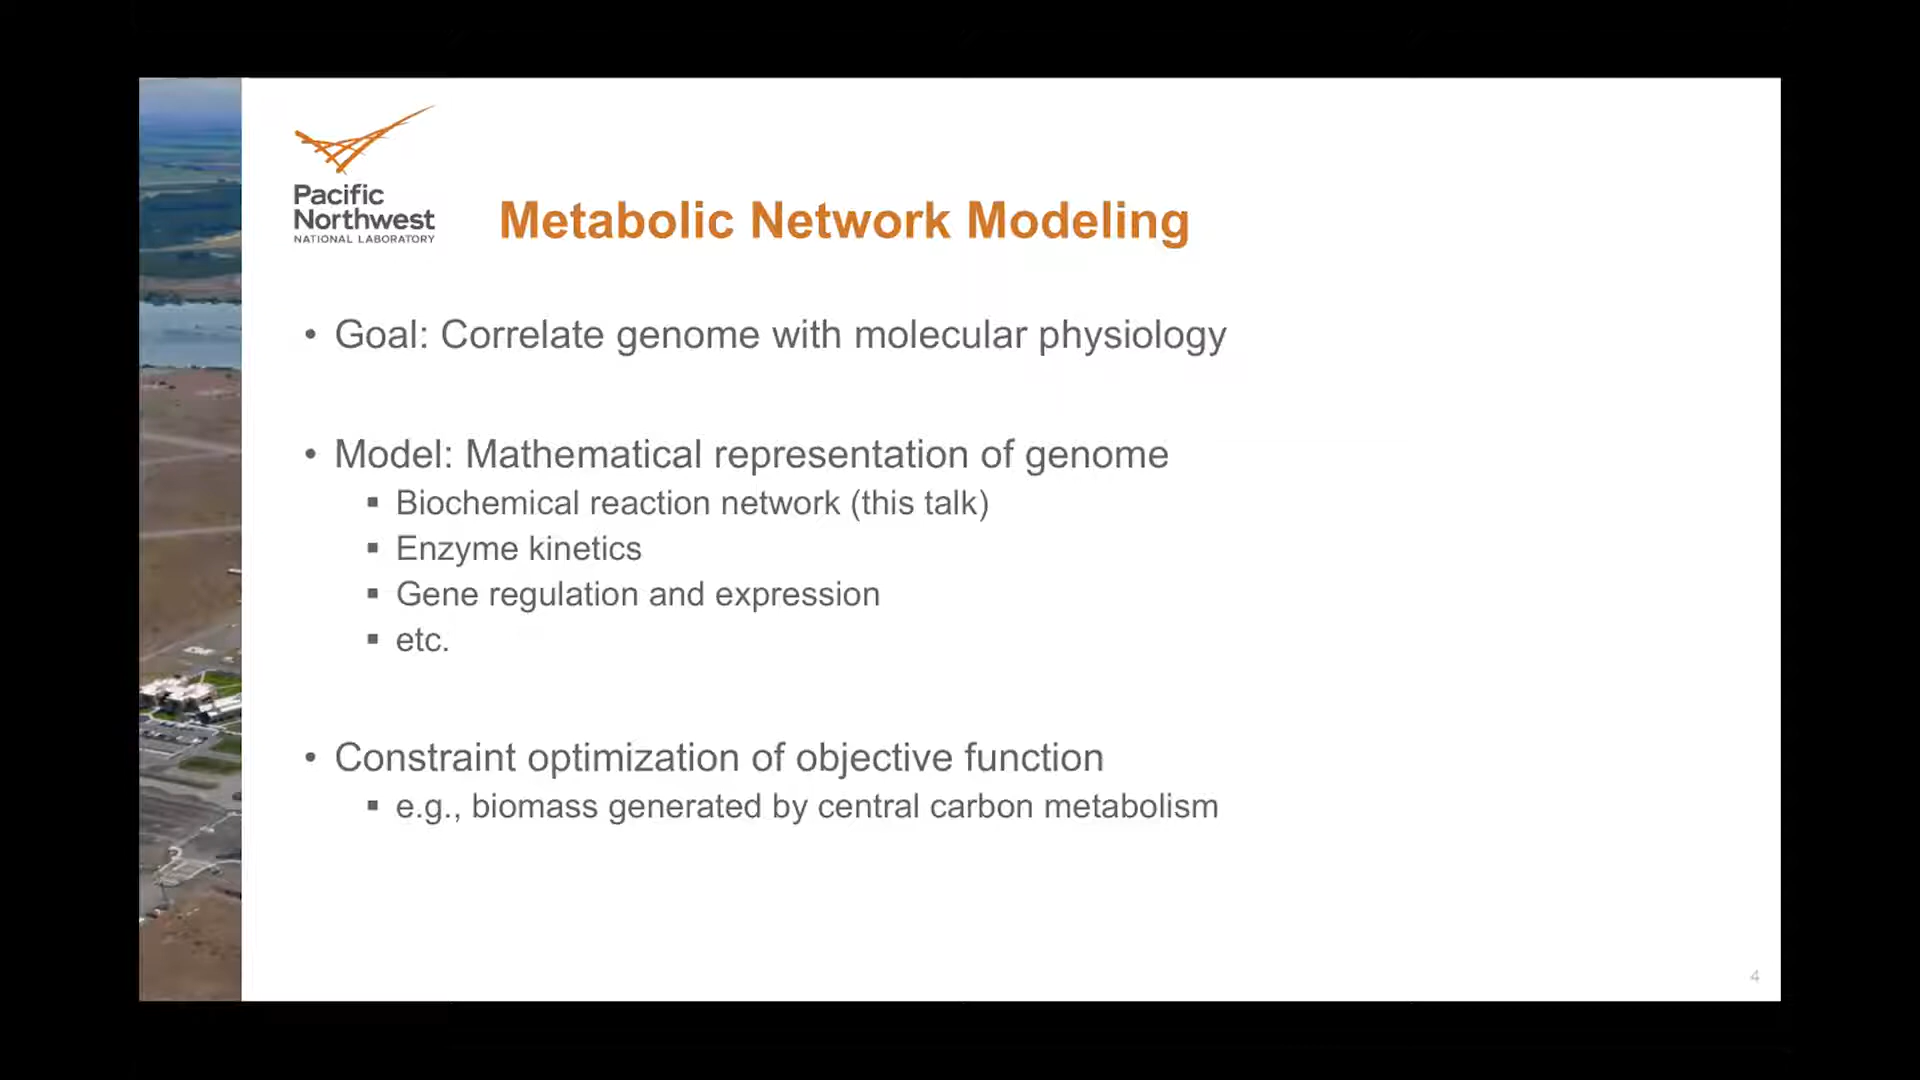 Pacific
Northwest
NATIONAL LABORATORY
Metabolic Network Modeling
• Goal: Correlate genome with molecular physiology
• Model: Mathematical representation of genome
▪ Biochemical reaction network (this talk)
▪ Enzyme kinetics
▪ Gene regulation and expression
▪ etc.
• Constraint optimization of objective function
▪ e.g., biomass generated by central carbon metabolism
4